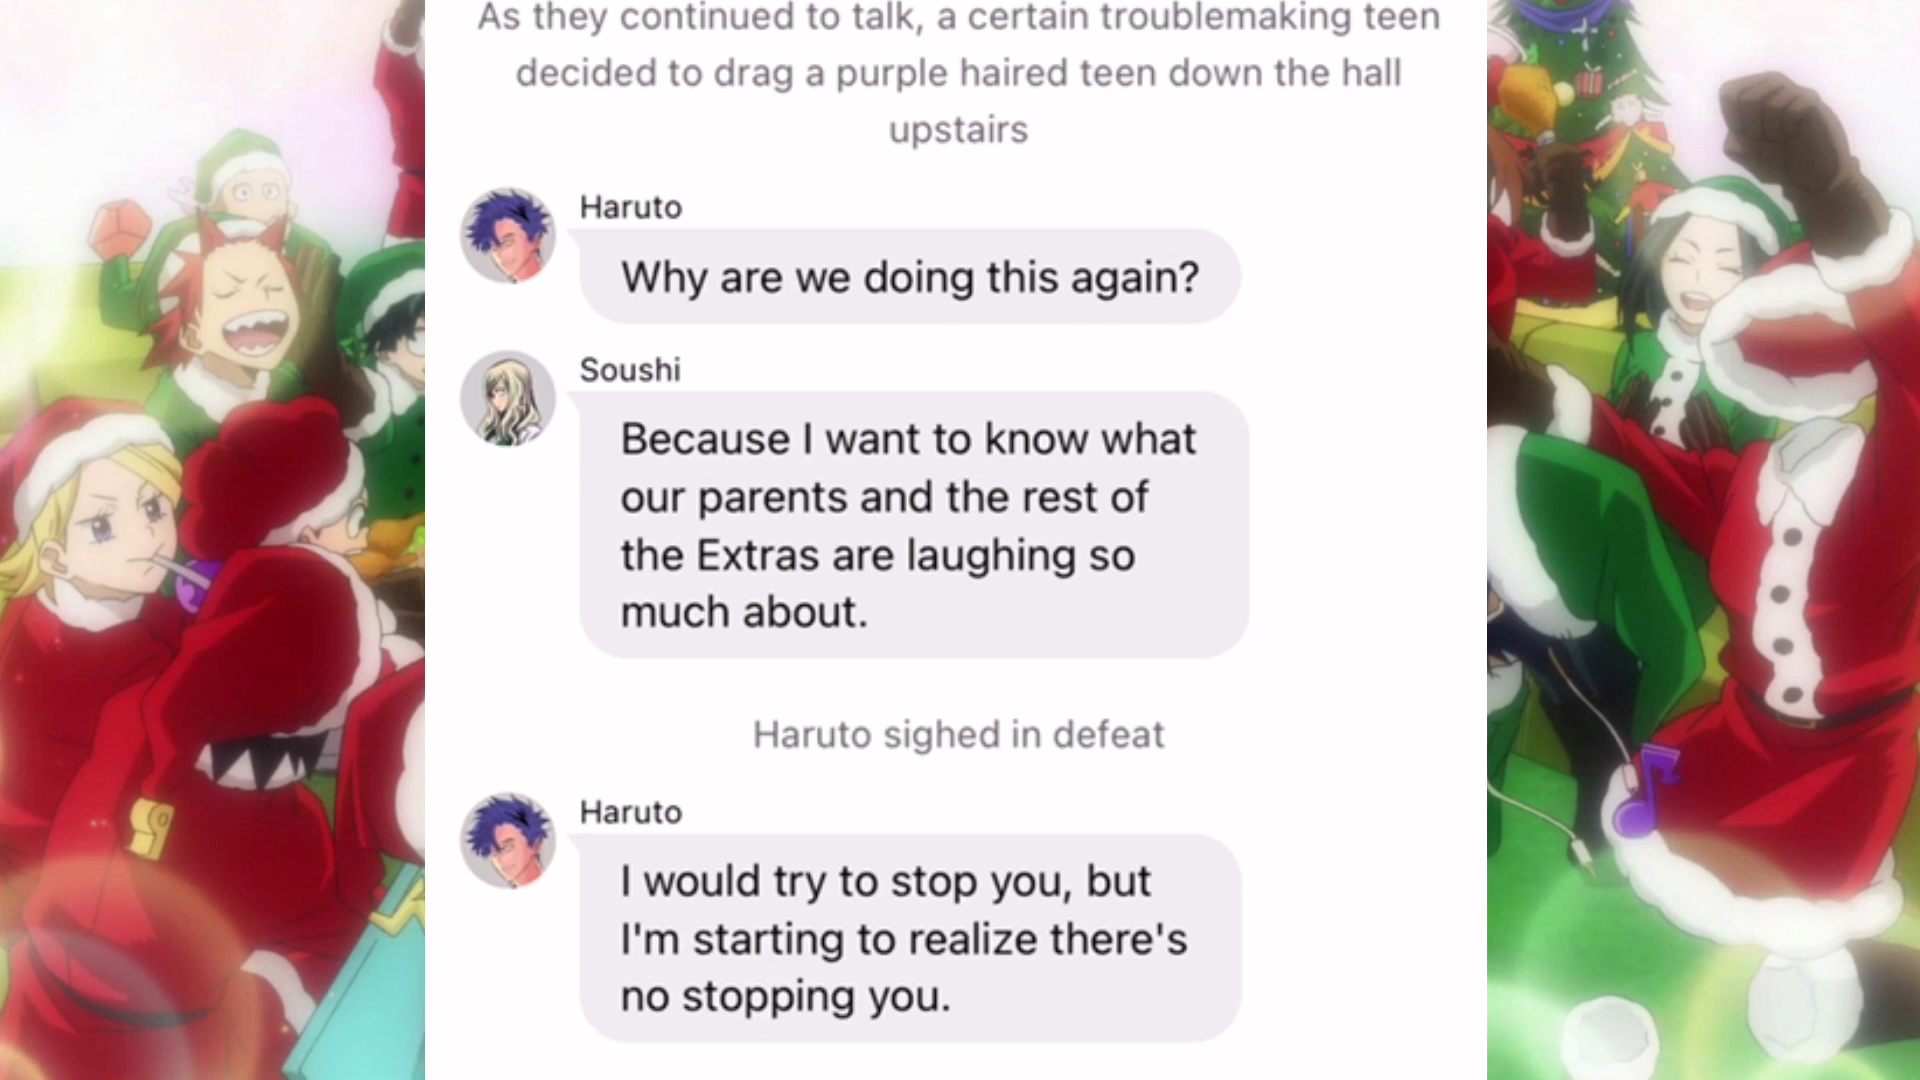 As they continued to talk, a certain troublemaking teen
decided to drag a purple haired teen down the hall
upstairs
Haruto
Why are we doing this again?
Soushi
Because I want to know what
our parents and the rest of
the Extras are laughing so
much about.
Haruto sighed in defeat
Haruto
I would try to stop you, but
I'm starting to realize there's
no stopping you.